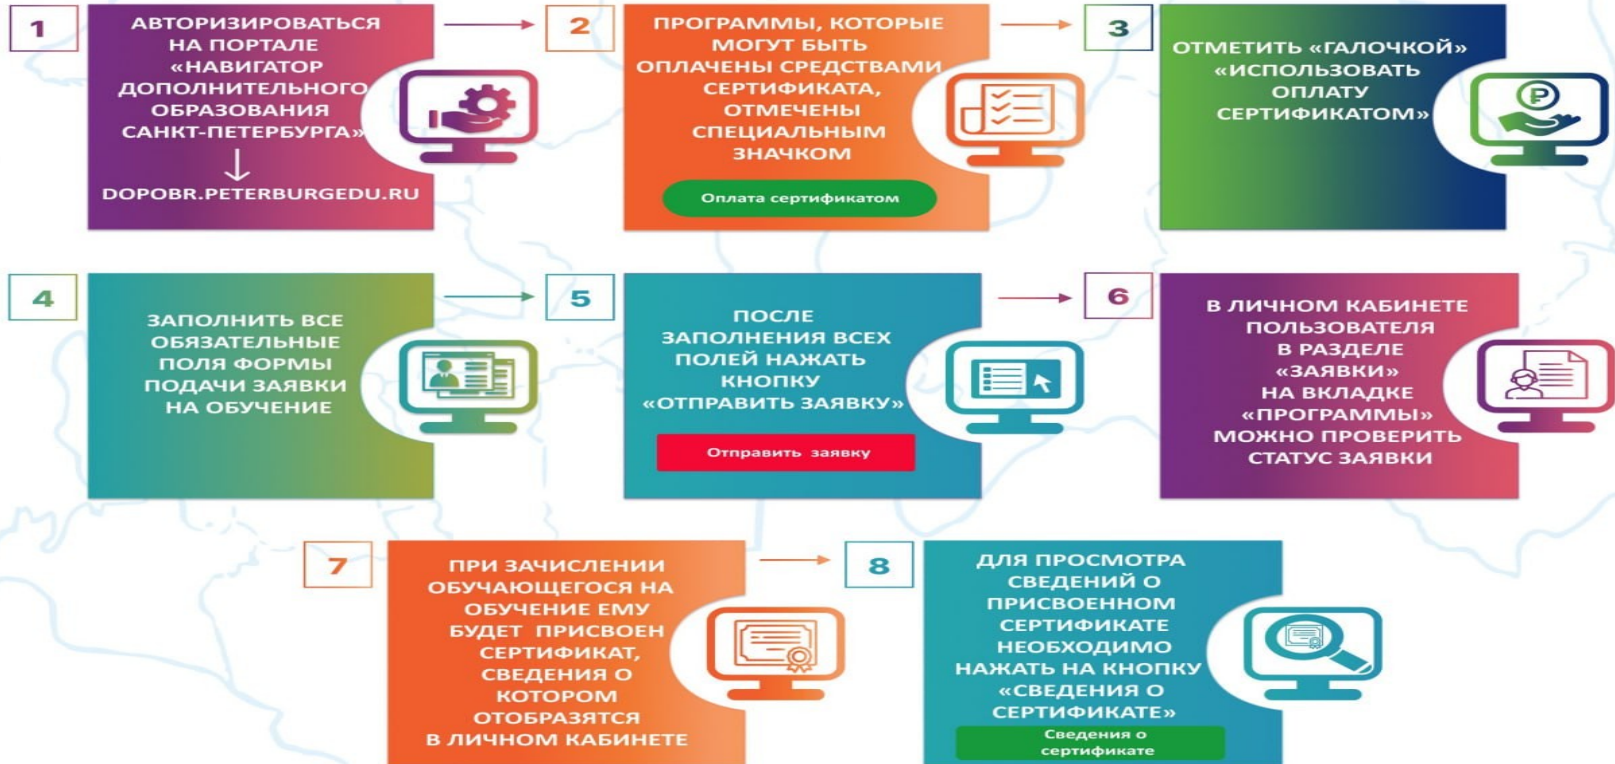 1
АВТОРИЗИРОВАТЬСЯ
НА ПОРТАЛЕ
«НАВИГАТОР
ДОПОЛНИТЕЛЬНОГО
ОБРАЗОВАНИЯ
САНКТ-ПЕТЕРБУРГА»
DOPOBR.PETERBURGEDU.RU
2
ПРОГРАММЫ, КОТОРЫЕ
МОГУТ БЫТЬ
ОПЛАЧЕНЫ СРЕДСТВАМИ
СЕРТИФИКАТА,
ОТМЕЧЕНЫ
СПЕЦИАЛЬНЫМ
ЗНАЧКОМ
Оплата сертификатом
3
ОТМЕТИТЬ «ГАЛОЧКОЙ»
«ИСПОЛЬЗОВАТЬ
ОПЛАТУ
СЕРТИФИКАТОМ»
4
ЗАПОЛНИТЬ ВСЕ
ОБЯЗАТЕЛЬНЫЕ
ПОЛЯ ФОРМЫ
ПОДАЧИ ЗАЯВКИ
НА ОБУЧЕНИЕ
5
ПОСЛЕ
ЗАПОЛНЕНИЯ ВСЕХ
ПОЛЕЙ НАЖАТЬ
КНОПКУ
«ОТПРАВИТЬ ЗАЯВКУ»
Отправить заявку
6
В ЛИЧНОМ КАБИНЕТЕ
ПОЛЬЗОВАТЕЛЯ
В РАЗДЕЛЕ
«ЗАЯВКИ»
НА ВКЛАДКЕ
«ПРОГРАММЫ»
МОЖНО ПРОВЕРИТЬ
СТАТУС ЗАЯВКИ
7
ПРИ ЗАЧИСЛЕНИИ
ОБУЧАЮЩЕГОСЯ НА
ОБУЧЕНИЕ ЕМУ
БУДЕТ ПРИСВОЕН
СЕРТИФИКАТ,
СВЕДЕНИЯ О
КОТОРОМ
ОТОБРАЗЯТСЯ
В ЛИЧНОМ КАБИНЕТЕ
8
ДЛЯ ПРОСМОТРА
СВЕДЕНИЙ О
ПРИСВОЕННОМ
СЕРТИФИКАТЕ
НЕОБХОДИМО
НАЖАТЬ НА КНОПКУ
«СВЕДЕНИЯ О
СЕРТИФИКАТЕ»
Сведения о
сертификате